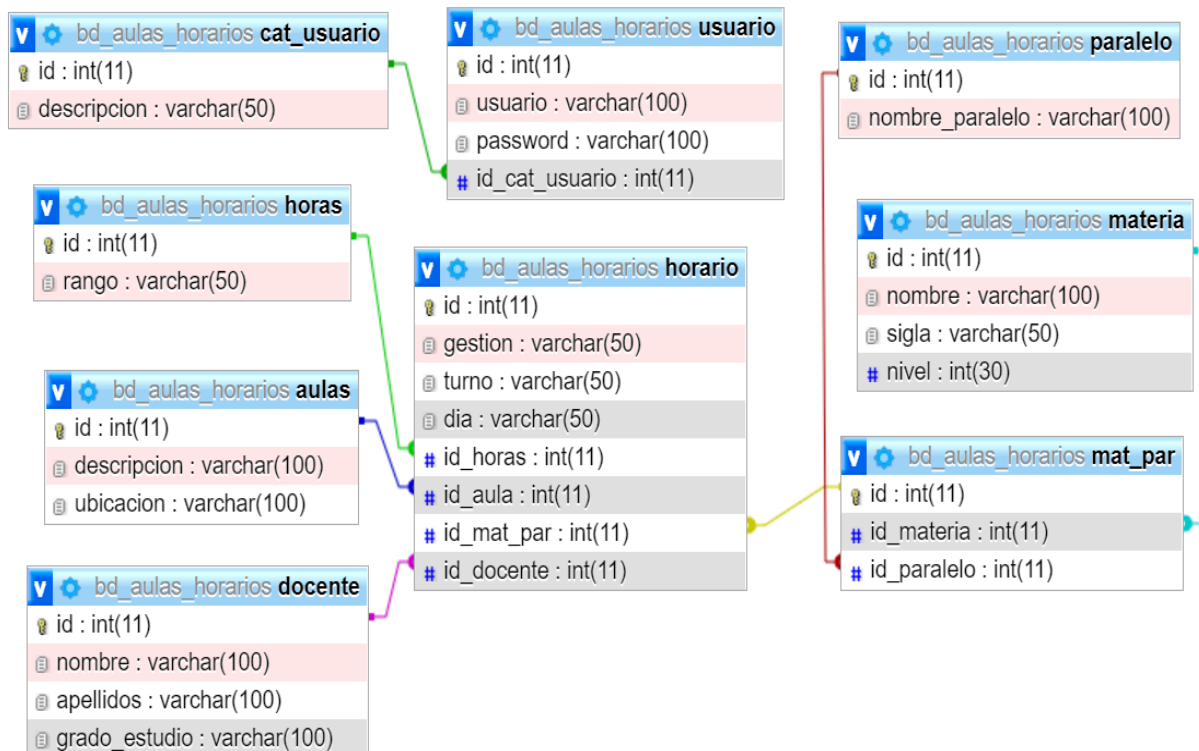 v bd_aulas_horarios cat_usuario
id : int(11)
descripcion : varchar(50)
v bd_aulas_horarios usuario
id : int(11)
usuario : varchar(100)
password : varchar(100)
# id_cat_usuario : int(11)
v bd_aulas_horarios paralelo
id : int(11)
nombre_paralelo : varchar(100)
v bd_aulas_horarios horas
id : int(11)
rango : varchar(50)
v bd_aulas_horarios materia
id : int(11)
nombre : varchar(100)
sigla : varchar(50)
# nivel : int(30)
v bd_aulas_horarios horario
id : int(11)
gestion : varchar(50)
turno : varchar(50)
dia : varchar(50)
# id_horas : int(11)
# id_aula : int(11)
# id_mat_par : int(11)
# id_docente : int(11)
v bd_aulas_horarios aulas
id : int(11)
descripcion : varchar(100)
ubicacion : varchar(100)
v bd_aulas_horarios mat_par
id : int(11)
# id_materia : int(11)
# id_paralelo : int(11)
v bd_aulas_horarios docente
id : int(11)
nombre : varchar(100)
apellidos : varchar(100)
grado_estudio : varchar(100)